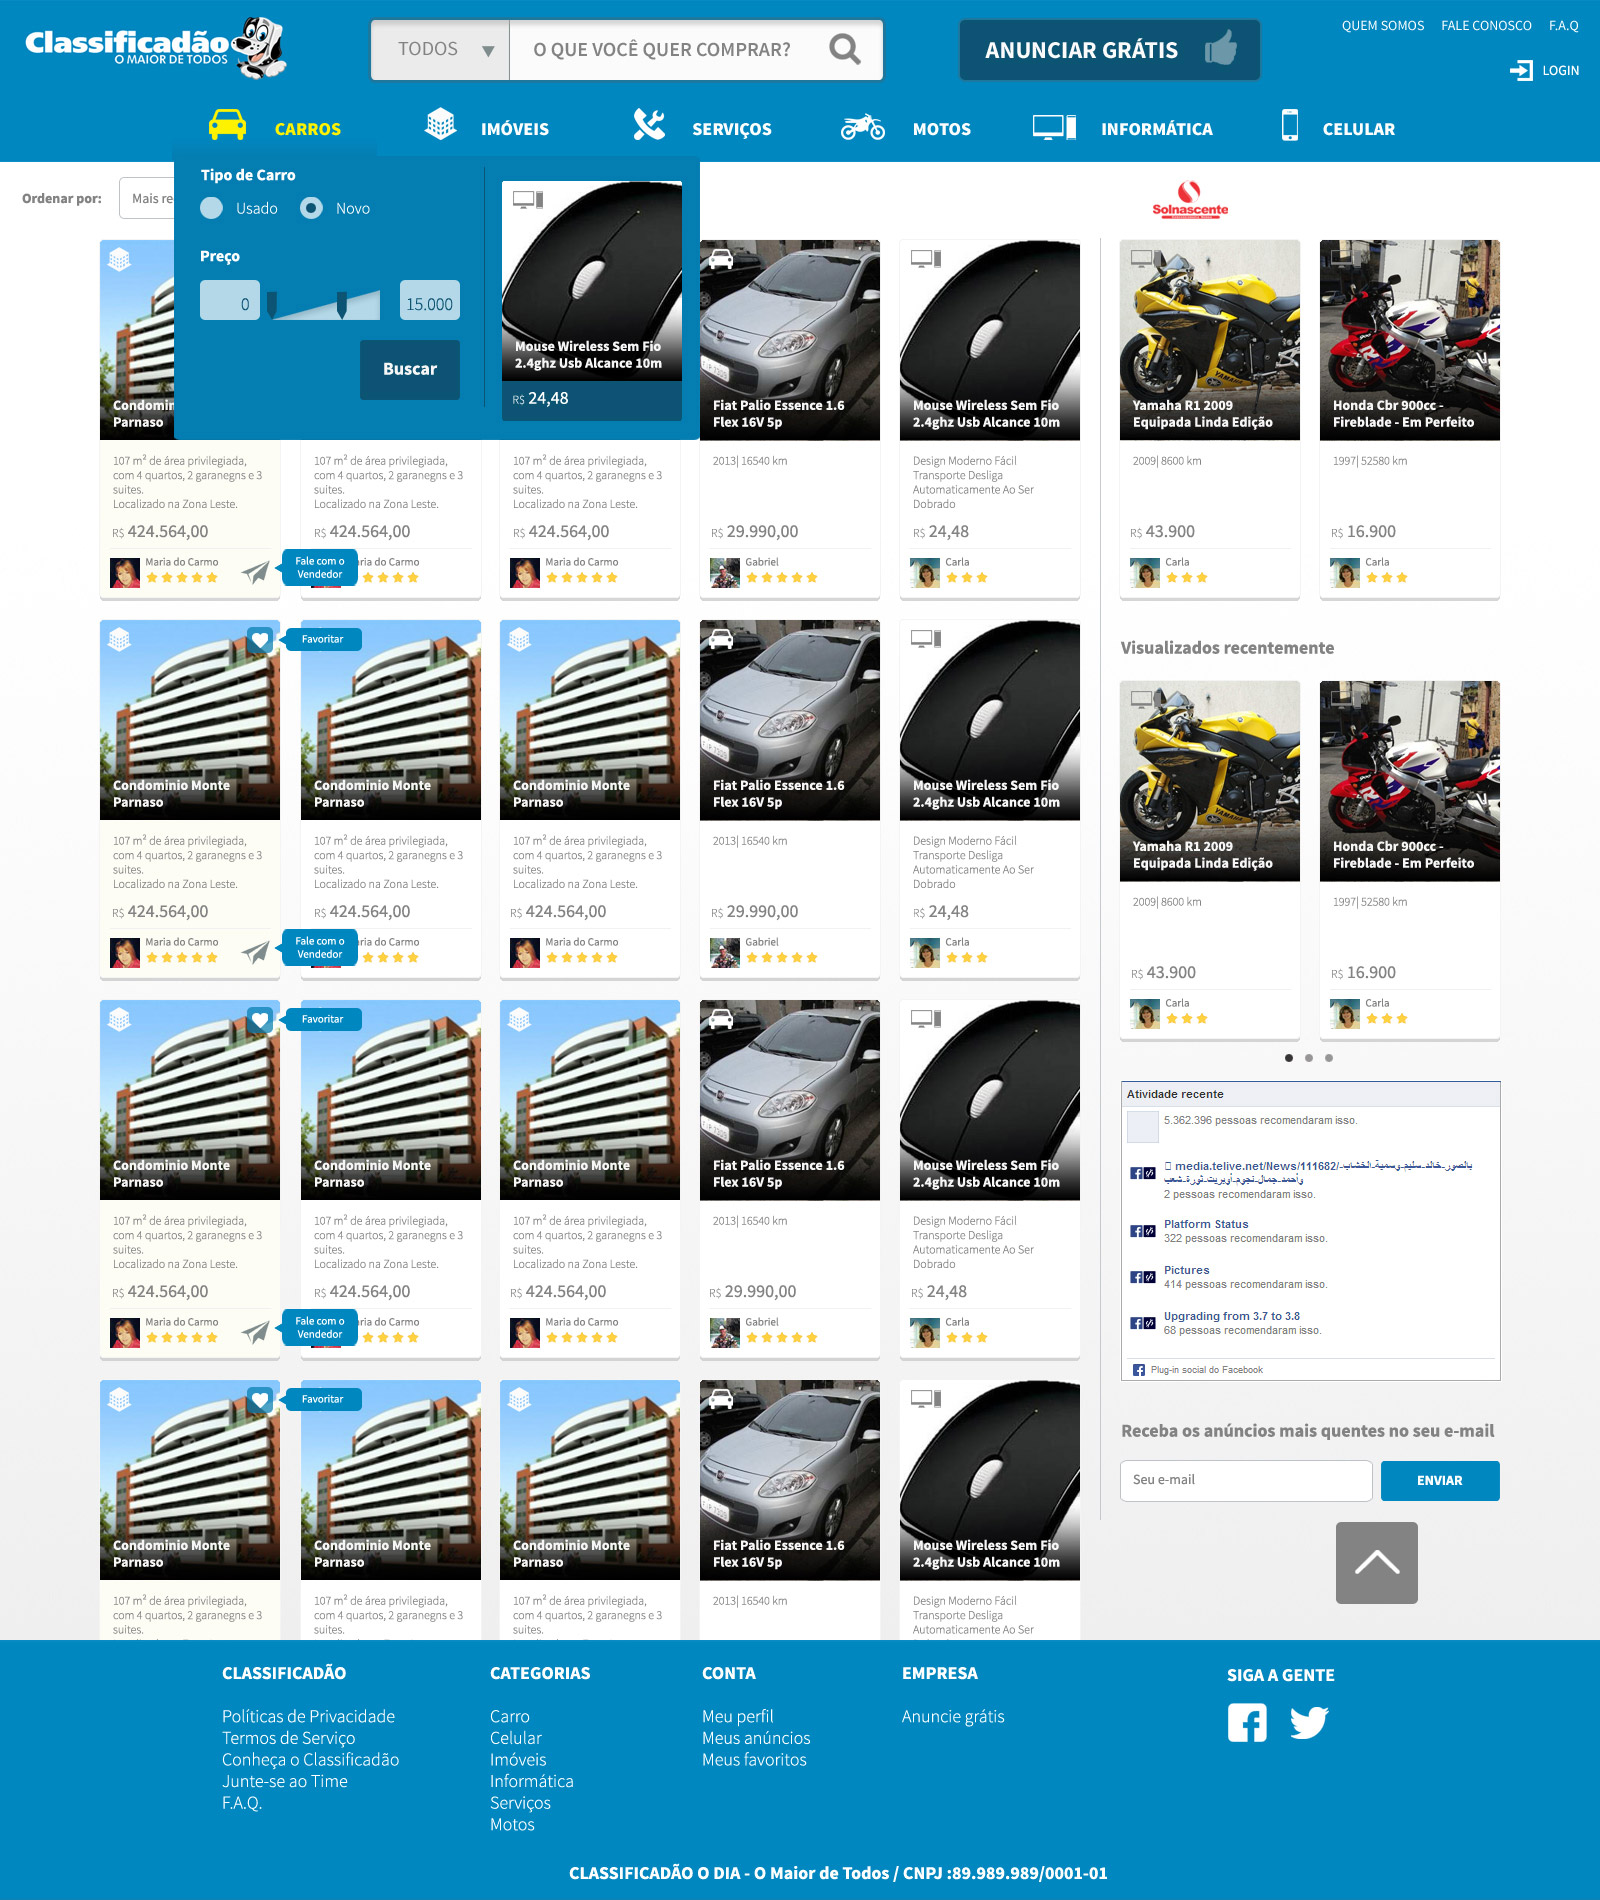 Classificadão
O MAIOR DE TODOS
TODOS
O QUE VOCÊ QUER COMPRAR?
ANUNCIAR GRÁTIS
QUEM SOMOS FALE CONOSCO F.A.Q
LOGIN
CARROS IMÓVEIS SERVIÇOS MOTOS INFORMÁTICA CELULAR
Ordenar por: Mais re
Tipo de Carro
Usado Novo
Preço
0 15.000
Buscar
Mouse Wireless Sem Fio
2.4ghz Usb Alcance 10m
R$ 24,48
Solnascente
Condomin
Parnaso
107 m² de área privilegiada,
com 4 quartos, 2 garanegns e 3
suites.
Localizado na Zona Leste.
R$ 424.564,00
Maria do Carmo
Fale com o
Vendedor
107 m² de área privilegiada,
com 4 quartos, 2 garanegns e 3
suites.
Localizado na Zona Leste.
R$ 424.564,00
ria do Carmo
107 m² de área privilegiada,
com 4 quartos, 2 garanegns e 3
suites.
Localizado na Zona Leste.
R$ 424.564,00
Maria do Carmo
Fiat Palio Essence 1.6
Flex 16V 5p
2013| 16540 km
R$ 29.990,00
Gabriel
Mouse Wireless Sem Fio
2.4ghz Usb Alcance 10m
Design Moderno Fácil
Transporte Desliga
Automaticamente Ao Ser
Dobrado
R$ 24,48
Carla
Yamaha R1 2009
Equipada Linda Edição
2009| 8600 km
R$ 43.900
Carla
Honda Cbr 900cc -
Fireblade - Em Perfeito
1997| 52580 km
R$ 16.900
Carla
Favoritar
Condominio Monte
Parnaso
107 m² de área privilegiada,
com 4 quartos, 2 garanegns e 3
suites.
Localizado na Zona Leste.
R$ 424.564,00
Maria do Carmo
Fale com o
Vendedor
Condominio Monte
Parnaso
107 m² de área privilegiada,
com 4 quartos, 2 garanegns e 3
suites.
Localizado na Zona Leste.
R$ 424.564,00
ria do Carmo
Condominio Monte
Parnaso
107 m² de área privilegiada,
com 4 quartos, 2 garanegns e 3
suites.
Localizado na Zona Leste.
R$ 424.564,00
Maria do Carmo
Fiat Palio Essence 1.6
Flex 16V 5p
2013| 16540 km
R$ 29.990,00
Gabriel
Mouse Wireless Sem Fio
2.4ghz Usb Alcance 10m
Design Moderno Fácil
Transporte Desliga
Automaticamente Ao Ser
Dobrado
R$ 24,48
Carla
Visualizados recentemente
Yamaha R1 2009
Equipada Linda Edição
2009| 8600 km
R$ 43.900
Carla
Honda Cbr 900cc -
Fireblade - Em Perfeito
1997| 52580 km
R$ 16.900
Carla
Favoritar
Condominio Monte
Parnaso
107 m² de área privilegiada,
com 4 quartos, 2 garanegns e 3
suites.
Localizado na Zona Leste.
R$ 424.564,00
Maria do Carmo
Fale com o
Vendedor
Condominio Monte
Parnaso
107 m² de área privilegiada,
com 4 quartos, 2 garanegns e 3
suites.
Localizado na Zona Leste.
R$ 424.564,00
ria do Carmo
Condominio Monte
Parnaso
107 m² de área privilegiada,
com 4 quartos, 2 garanegns e 3
suites.
Localizado na Zona Leste.
R$ 424.564,00
Maria do Carmo
Fiat Palio Essence 1.6
Flex 16V 5p
2013| 16540 km
R$ 29.990,00
Gabriel
Mouse Wireless Sem Fio
2.4ghz Usb Alcance 10m
Design Moderno Fácil
Transporte Desliga
Automaticamente Ao Ser
Dobrado
R$ 24,48
Carla
Atividade recente
5.362.396 pessoas recomendaram isso.
media.telive.net/News/111682/بالصور-خالد-سليم-وسمية-الخشاب-
وأحمد-جمال-نجوم-أوبريت-ثورة-شعب
2 pessoas recomendaram isso.
Platform Status
322 pessoas recomendaram isso.
Pictures
414 pessoas recomendaram isso.
Upgrading from 3.7 to 3.8
68 pessoas recomendaram isso.
Plug-in social do Facebook
Favoritar
Condominio Monte
Parnaso
107 m² de área privilegiada,
com 4 quartos, 2 garanegns e 3
suites.
Condominio Monte
Parnaso
107 m² de área privilegiada,
com 4 quartos, 2 garanegns e 3
suites.
Condominio Monte
Parnaso
107 m² de área privilegiada,
com 4 quartos, 2 garanegns e 3
suites.
Fiat Palio Essence 1.6
Flex 16V 5p
2013| 16540 km
Mouse Wireless Sem Fio
2.4ghz Usb Alcance 10m
Design Moderno Fácil
Transporte Desliga
Automaticamente Ao Ser
Receba os anúncios mais quentes no seu e-mail
Seu e-mail ENVIAR
CLASSIFICADÃO
Políticas de Privacidade
Termos de Serviço
Conheça o Classificadão
Junte-se ao Time
F.A.Q.
CATEGORIAS
Carro
Celular
Imóveis
Informática
Serviços
Motos
CONTA
Meu perfil
Meus anúncios
Meus favoritos
EMPRESA
Anuncie grátis
SIGA A GENTE
CLASSIFICADÃO O DIA - O Maior de Todos / CNPJ :89.989.989/0001-01